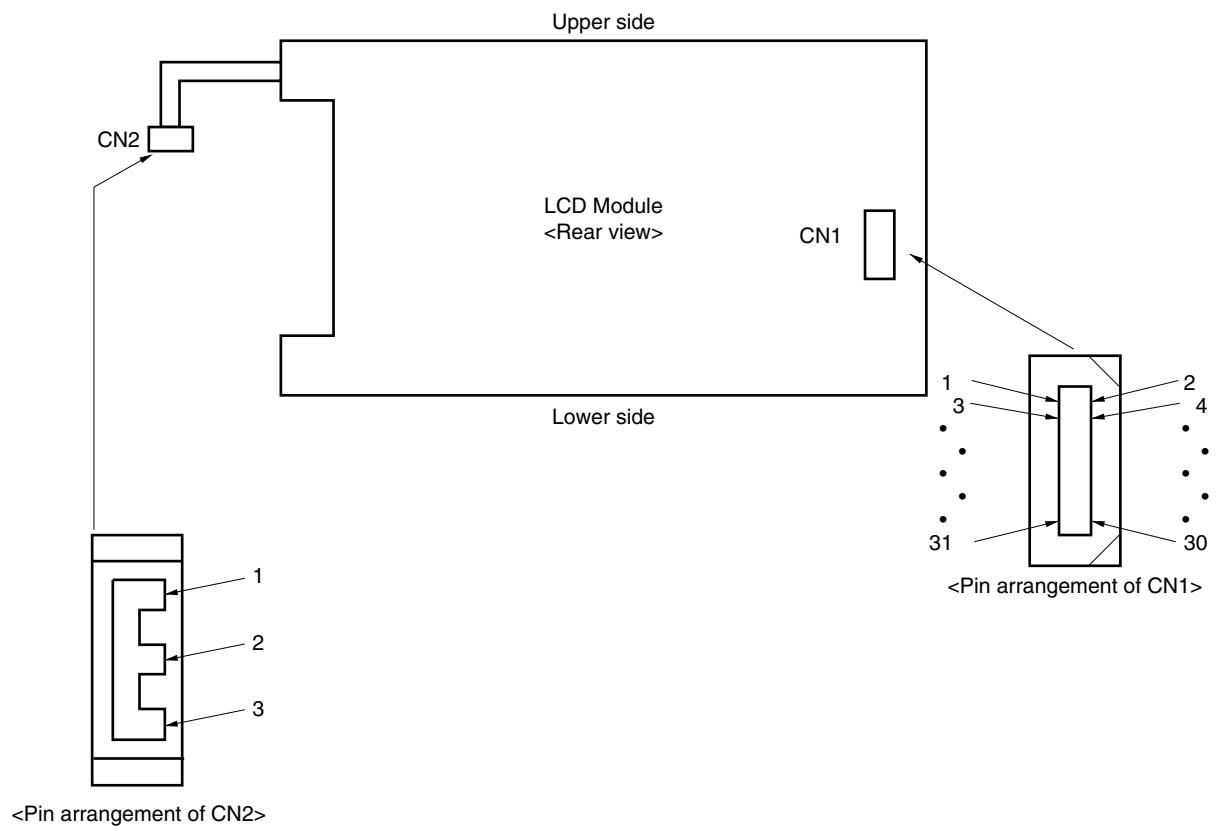 Upper side
CN2
LCD Module
<Rear view>
CN1
Lower side
1
2
3
4
31
30
<Pin arrangement of CN1>
1
2
3
<Pin arrangement of CN2>